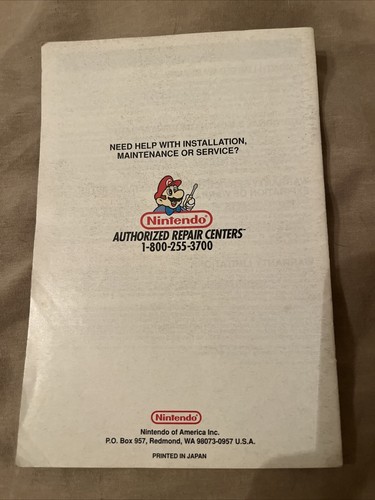 NEED HELP WITH INSTALLATION,
MAINTENANCE OR SERVICE?
Nintendo®
AUTHORIZED REPAIR CENTERS™
1-800-255-3700
Nintendo®
Nintendo of America Inc.
P.O. Box 957, Redmond, WA 98073-0957 U.S.A.
PRINTED IN JAPAN